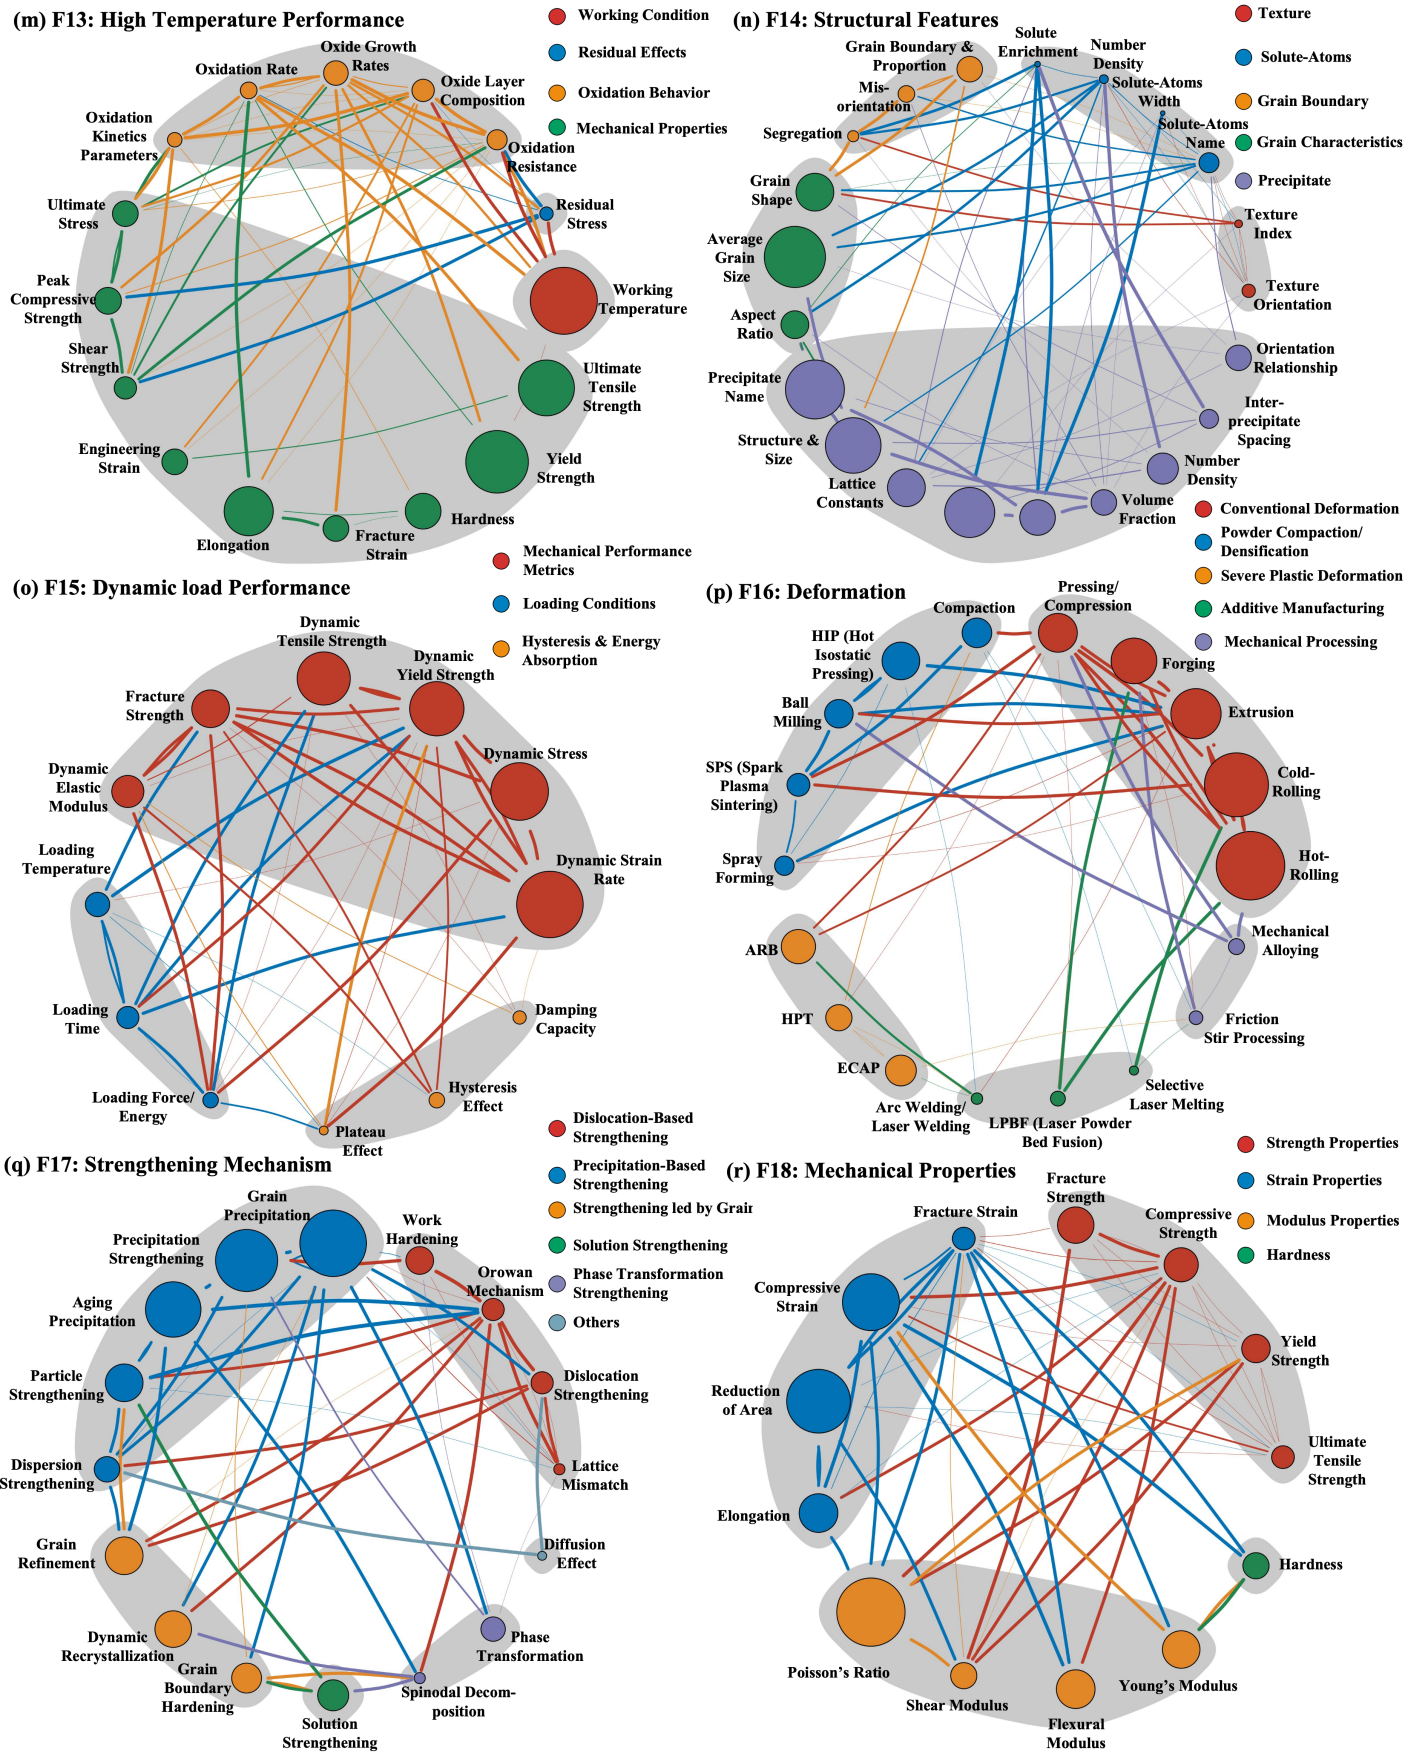 (m) F13: High Temperature Performance
Working Condition
Residual Effects
Oxidation Behavior
Mechanical Properties
Oxide Growth
Rates
Oxidation Rate
Oxide Layer
Composition
Oxidation
Kinetics
Parameters
Oxidation
Resistance
Ultimate
Stress
Residual
Stress
Peak
Compressive
Strength
Working
Temperature
Shear
Strength
Ultimate
Tensile
Strength
Engineering
Strain
Yield
Strength
Elongation
Fracture
Strain
Hardness
(n) F14: Structural Features
Texture
Solute-Atoms
Grain Boundary
Grain Characteristics
Precipitate
Grain Boundary &
Proportion
Solute
Enrichment
Number
Density
Mis-
orientation
Solute-Atoms
Width
Segregation
Solute-Atoms
Name
Grain
Shape
Texture
Index
Average
Grain
Size
Texture
Orientation
Aspect
Ratio
Orientation
Relationship
Precipitate
Name
Inter-
precipitate
Spacing
Structure &
Size
Number
Density
Lattice
Constants
Volume
Fraction
(o) F15: Dynamic load Performance
Mechanical Performance
Metrics
Loading Conditions
Hysteresis & Energy
Absorption
Dynamic
Tensile Strength
Dynamic
Yield Strength
Fracture
Strength
Dynamic Stress
Dynamic
Elastic
Modulus
Dynamic Strain
Rate
Loading
Temperature
Loading
Time
Damping
Capacity
Loading Force/
Energy
Hysteresis
Effect
Plateau
Effect
(p) F16: Deformation
Conventional Deformation
Powder Compaction/
Densification
Severe Plastic Deformation
Additive Manufacturing
Mechanical Processing
Pressing/
Compression
Compaction
HIP (Hot
Isostatic
Pressing)
Forging
Ball
Milling
Extrusion
SPS (Spark
Plasma
Sintering)
Cold-
Rolling
Spray
Forming
Hot-
Rolling
ARB
Mechanical
Alloying
HPT
Friction
Stir Processing
ECAP
Selective
Laser Melting
Arc Welding/
Laser Welding
LPBF (Laser Powder
Bed Fusion)
(q) F17: Strengthening Mechanism
Dislocation-Based
Strengthening
Precipitation-Based
Strengthening
Strengthening led by Grain
Solution Strengthening
Phase Transformation
Strengthening
Others
Grain
Precipitation
Work
Hardening
Precipitation
Strengthening
Orowan
Mechanism
Aging
Precipitation
Particle
Strengthening
Dislocation
Strengthening
Dispersion
Strengthening
Lattice
Mismatch
Grain
Refinement
Diffusion
Effect
Dynamic
Recrystallization
Phase
Transformation
Grain
Boundary
Hardening
Spinodal Decom-
position
Solution
Strengthening
(r) F18: Mechanical Properties
Strength Properties
Strain Properties
Modulus Properties
Hardness
Fracture
Strength
Fracture Strain
Compressive
Strength
Compressive
Strain
Yield
Strength
Reduction
of Area
Ultimate
Tensile
Strength
Elongation
Hardness
Poisson's Ratio
Shear Modulus
Young's Modulus
Flexural
Modulus